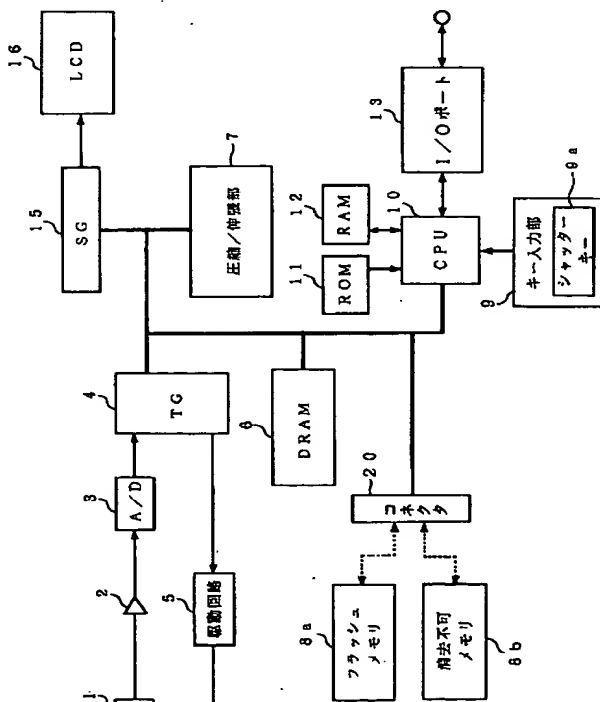 16
LCD
15
SG
7
圧縮/伸張部
13
I/Oポート
12
RAM
10
CPU
11
ROM
9
キー入力部
9a
シャッター
キー
4
TG
3
A/D
2
1
5
駆動回路
6
DRAM
20
コネクタ
8a
フラッシュ
メモリ
消去不可
メモリ
8b